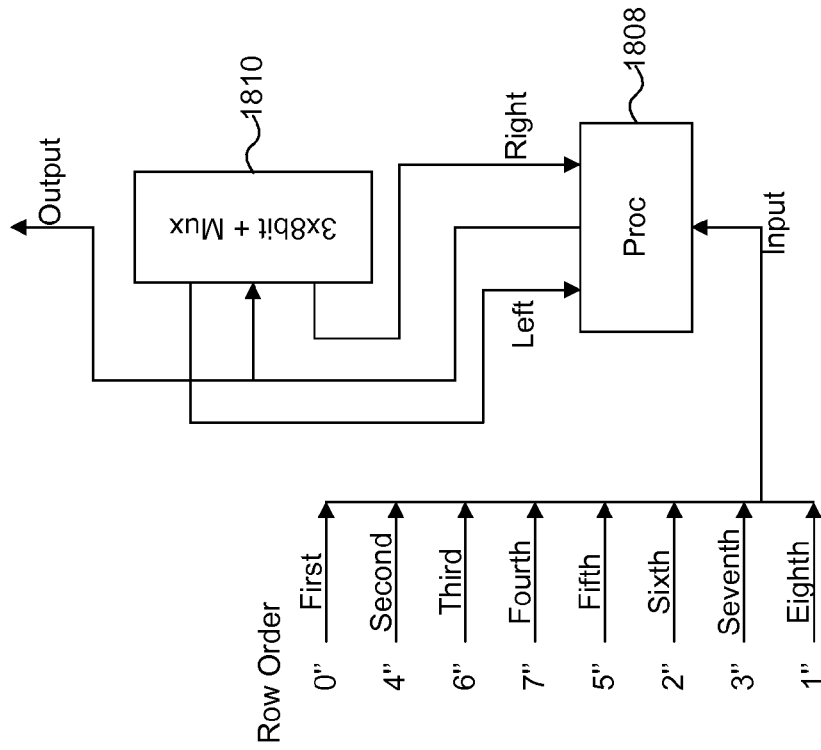 Output
1810
3x8bit + Mux
Right
1808
Left
Proc
Input
Row Order
0" First
4" Second
6" Third
7" Fourth
5" Fifth
2" Sixth
3" Seventh
1" Eighth